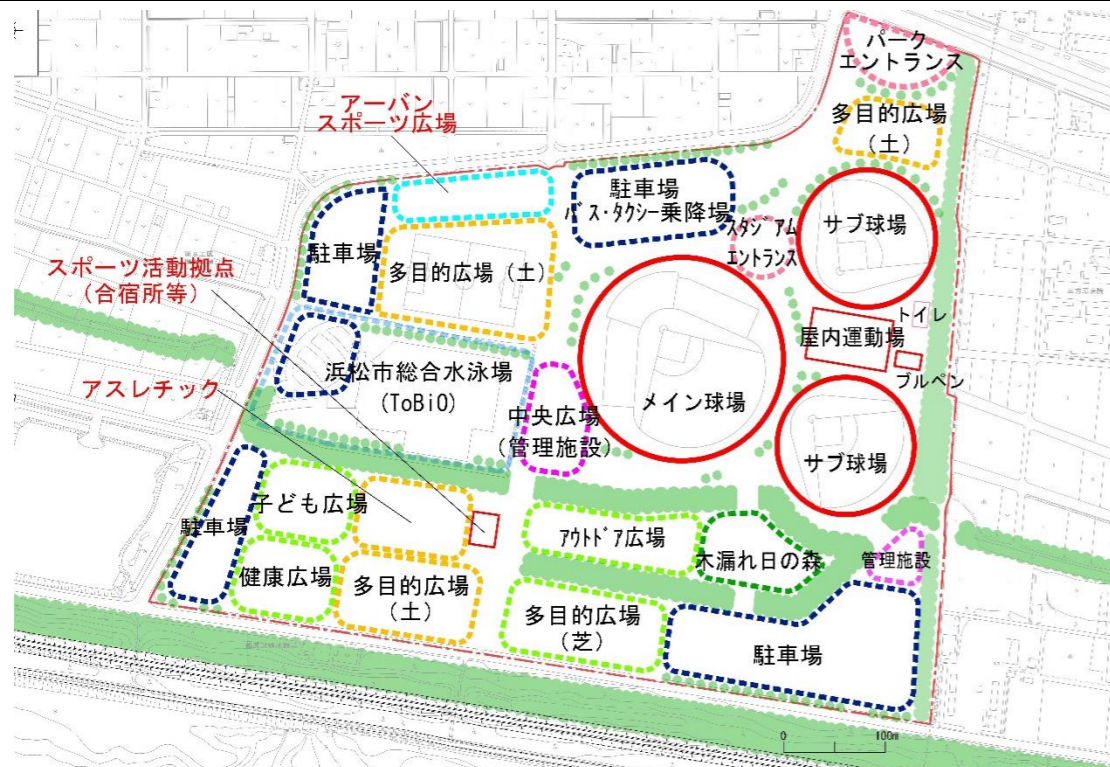 パーク
エントランス
アーバン
スポーツ広場
多目的広場
(土)
駐車場
バス・タクシー乗降場
スタジアム
エントランス
サブ球場
駐車場
多目的広場(土)
スポーツ活動拠点
(合宿所等)
トイレ
屋内運動場
ブルペン
浜松市総合水泳場
(ToBiO)
アスレチック
メイン球場
中央広場
(管理施設)
サブ球場
子ども広場
駐車場
アウトドア広場
木漏れ日の森
管理施設
健康広場
多目的広場
(土)
多目的広場
(芝)
駐車場
0
100m